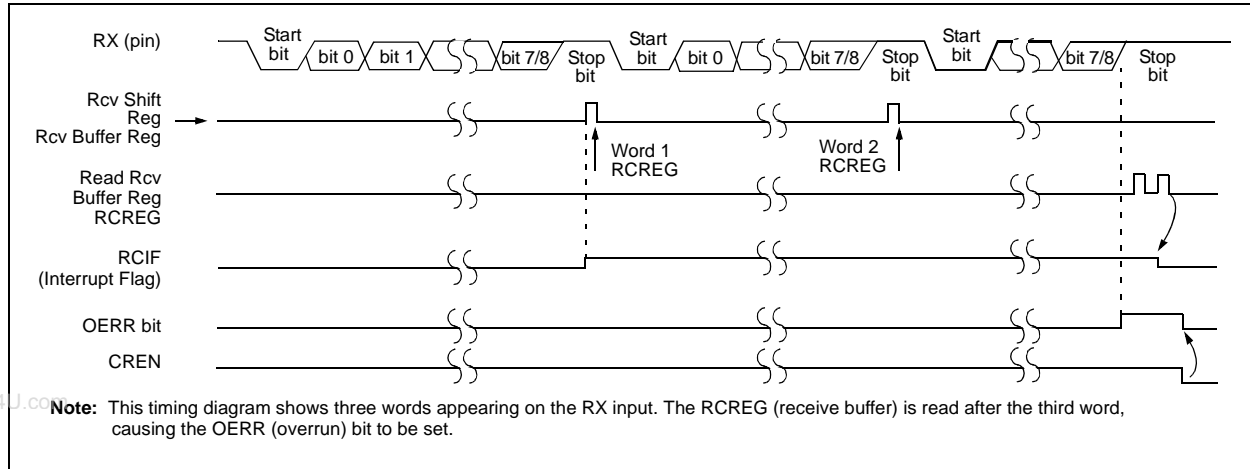 RX (pin)
Start bit
bit 0
bit 1
bit 7/8
Stop bit
Start bit
bit 0
bit 7/8
Stop bit
Start bit
bit 7/8
Stop bit
Rcv Shift
Reg
Rcv Buffer Reg
Word 1
RCREG
Word 2
RCREG
Read Rcv
Buffer Reg
RCREG
RCIF
(Interrupt Flag)
OERR bit
CREN
4U.com
Note: This timing diagram shows three words appearing on the RX input. The RCREG (receive buffer) is read after the third word,
causing the OERR (overrun) bit to be set.